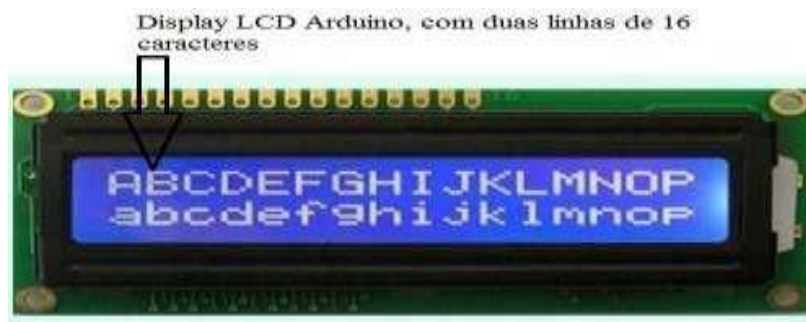 Display LCD Arduino, com duas linhas de 16
caracteres
ABCDEFGHIJKLMNOP
abcdefghijklmnop